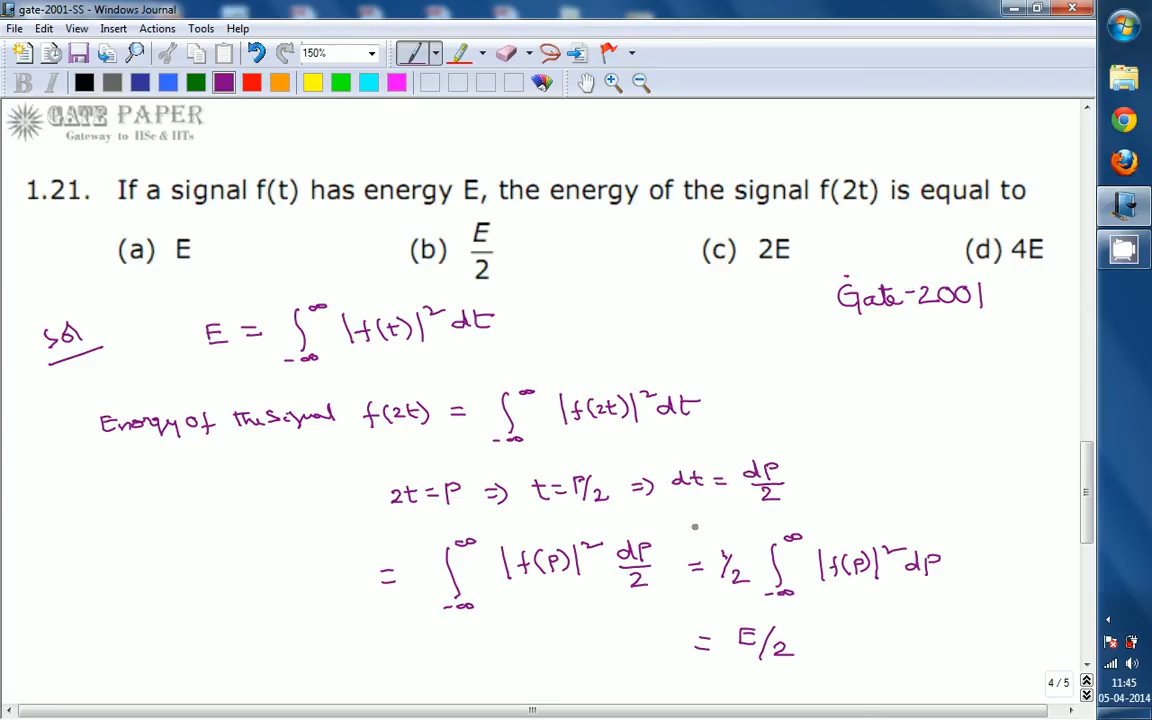 gate-2001-SS - Windows Journal
File Edit View Insert Actions Tools Help
150%
B I
GATE PAPER
Gateway to IISc & IITs
1.21. If a signal f(t) has energy E, the energy of the signal f(2t) is equal to
(a) E (b) E/2 (c) 2E (d) 4E
Gate-2001
Sol E = ∫_{-∞}^{∞} |f(t)|² dt
Energy of the signal f(2t) = ∫_{-∞}^{∞} |f(2t)|² dt
2t = P ⇒ t = P/2 ⇒ dt = dP/2
= ∫_{-∞}^{∞} |f(P)|² dP/2 = 1/2 ∫_{-∞}^{∞} |f(P)|² dP
= E/2
4/5
11:45
05-04-2014